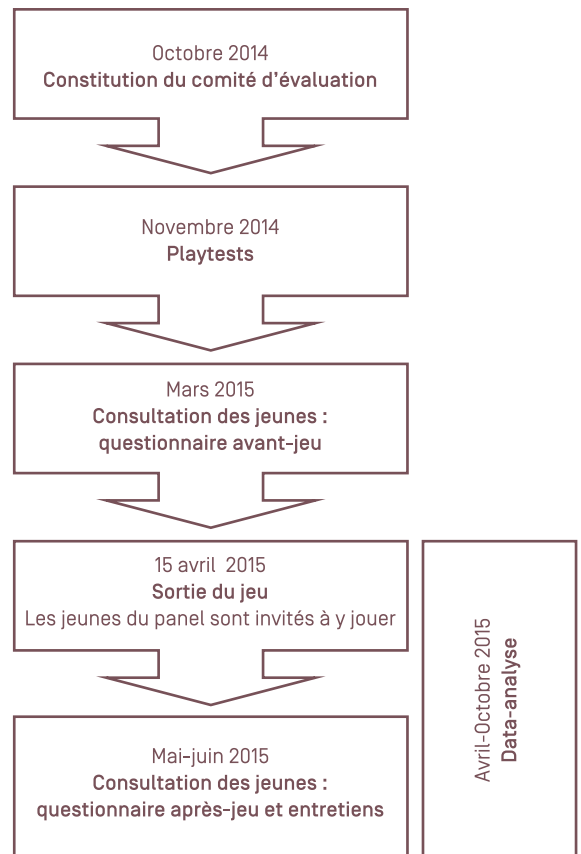 Octobre 2014
Constitution du comité d'évaluation
Novembre 2014
Playtests
Mars 2015
Consultation des jeunes :
questionnaire avant-jeu
15 avril 2015
Sortie du jeu
Les jeunes du panel sont invités à y jouer
Mai-juin 2015
Consultation des jeunes :
questionnaire après-jeu et entretiens
Avril-Octobre 2015
Data-analyse